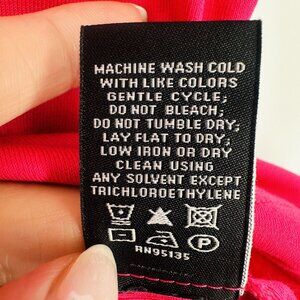 MACHINE WASH COLD
WITH LIKE COLORS
GENTLE CYCLE;
DO NOT BLEACH;
DO NOT TUMBLE DRY;
LAY FLAT TO DRY;
LOW IRON OR DRY
CLEAN USING
ANY SOLVENT EXCEPT
TRICHLOROETHYLENE
P
RN95135